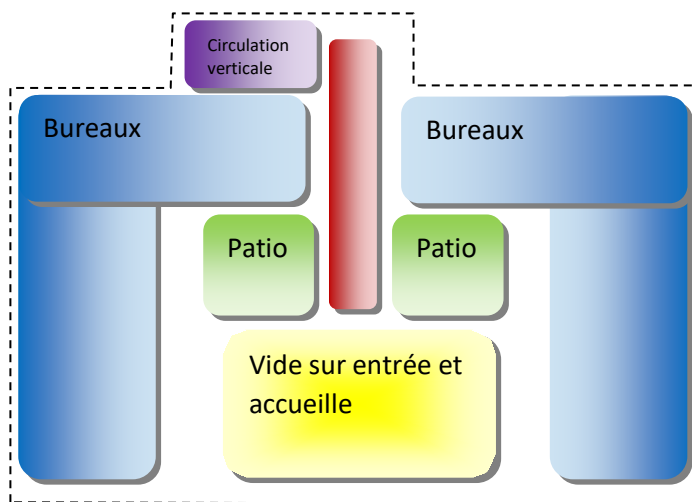 Circulation
verticale
Bureaux
Bureaux
Patio
Patio
Vide sur entrée et
accueille